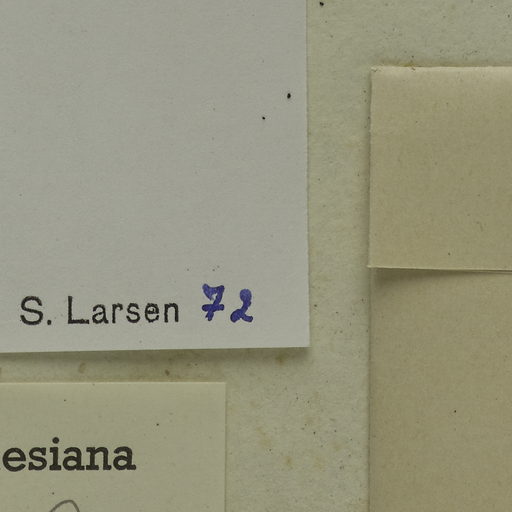 S. Larsen 72
esiana